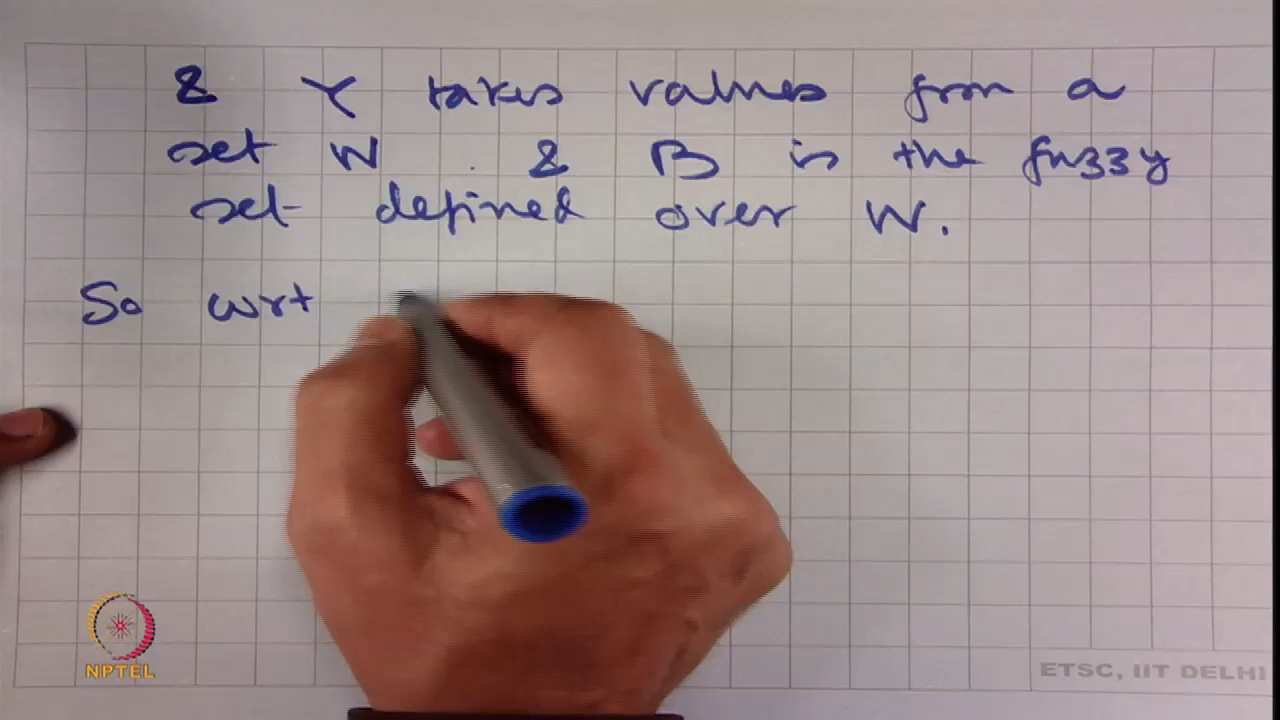 & Y takes values from a
set W . & B is the fuzzy
set defined over W.
So wrt
NPTEL
ETSC, IIT DELHI